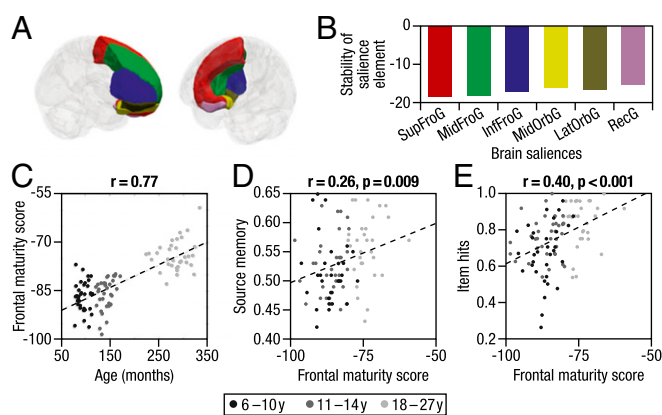 A
B
Stability of
salience
element
0
-10
-20
SupFroG
MidFroG
InfFroG
MidOrbG
LatOrbG
RecG
Brain saliences
C
r = 0.77
Frontal maturity score
-55
-70
-85
-100
50
150
250
350
Age (months)
D
r = 0.26, p = 0.009
Source memory
0.65
0.60
0.55
0.50
0.45
0.40
-100
-75
-50
Frontal maturity score
E
r = 0.40, p < 0.001
Item hits
1.0
0.8
0.6
0.4
0.2
-100
-75
-50
Frontal maturity score
6–10y
11–14y
18–27y